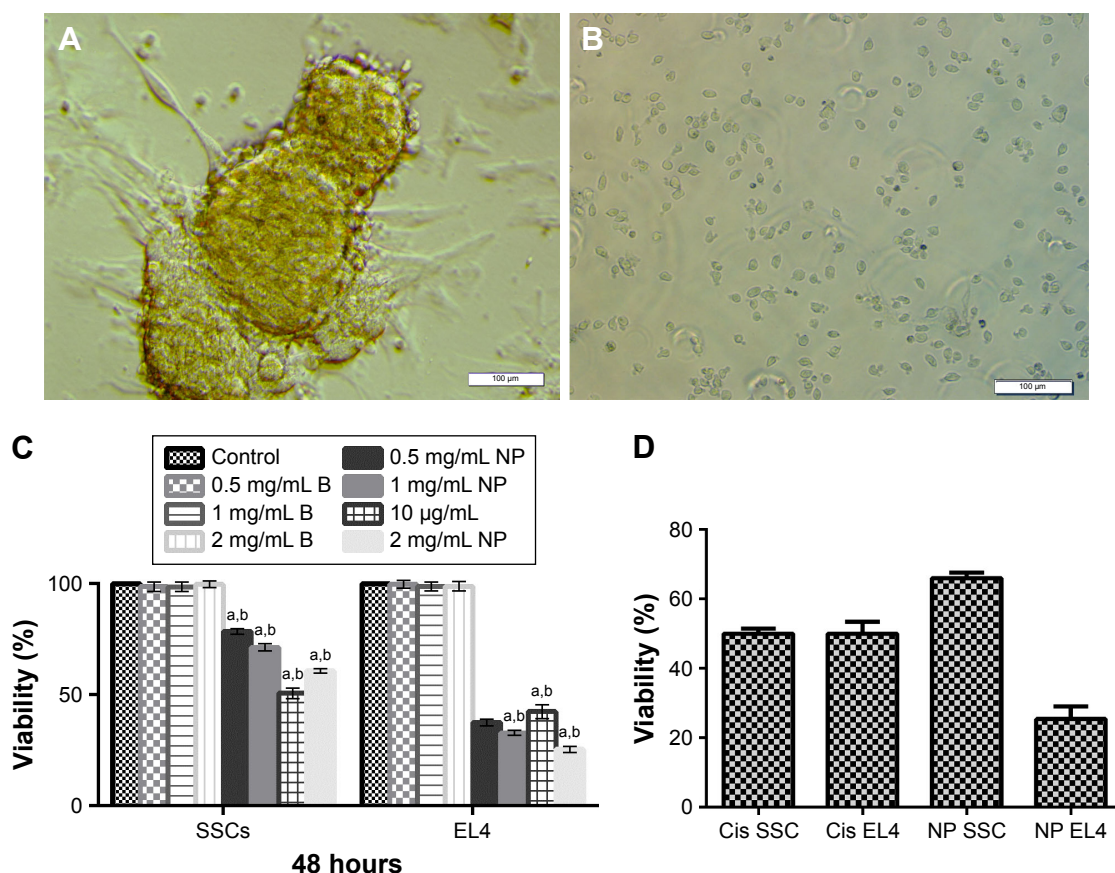 A
B
100 µm
100 µm
C
Control
0.5 mg/mL B
1 mg/mL B
2 mg/mL B
0.5 mg/mL NP
1 mg/mL NP
10 µg/mL
2 mg/mL NP
Viability (%)
100
50
0
a,b
a,b
a,b
a,b
a,b
a,b
a,b
SSCs
EL4
48 hours
D
Viability (%)
80
60
40
20
0
Cis SSC
Cis EL4
NP SSC
NP EL4